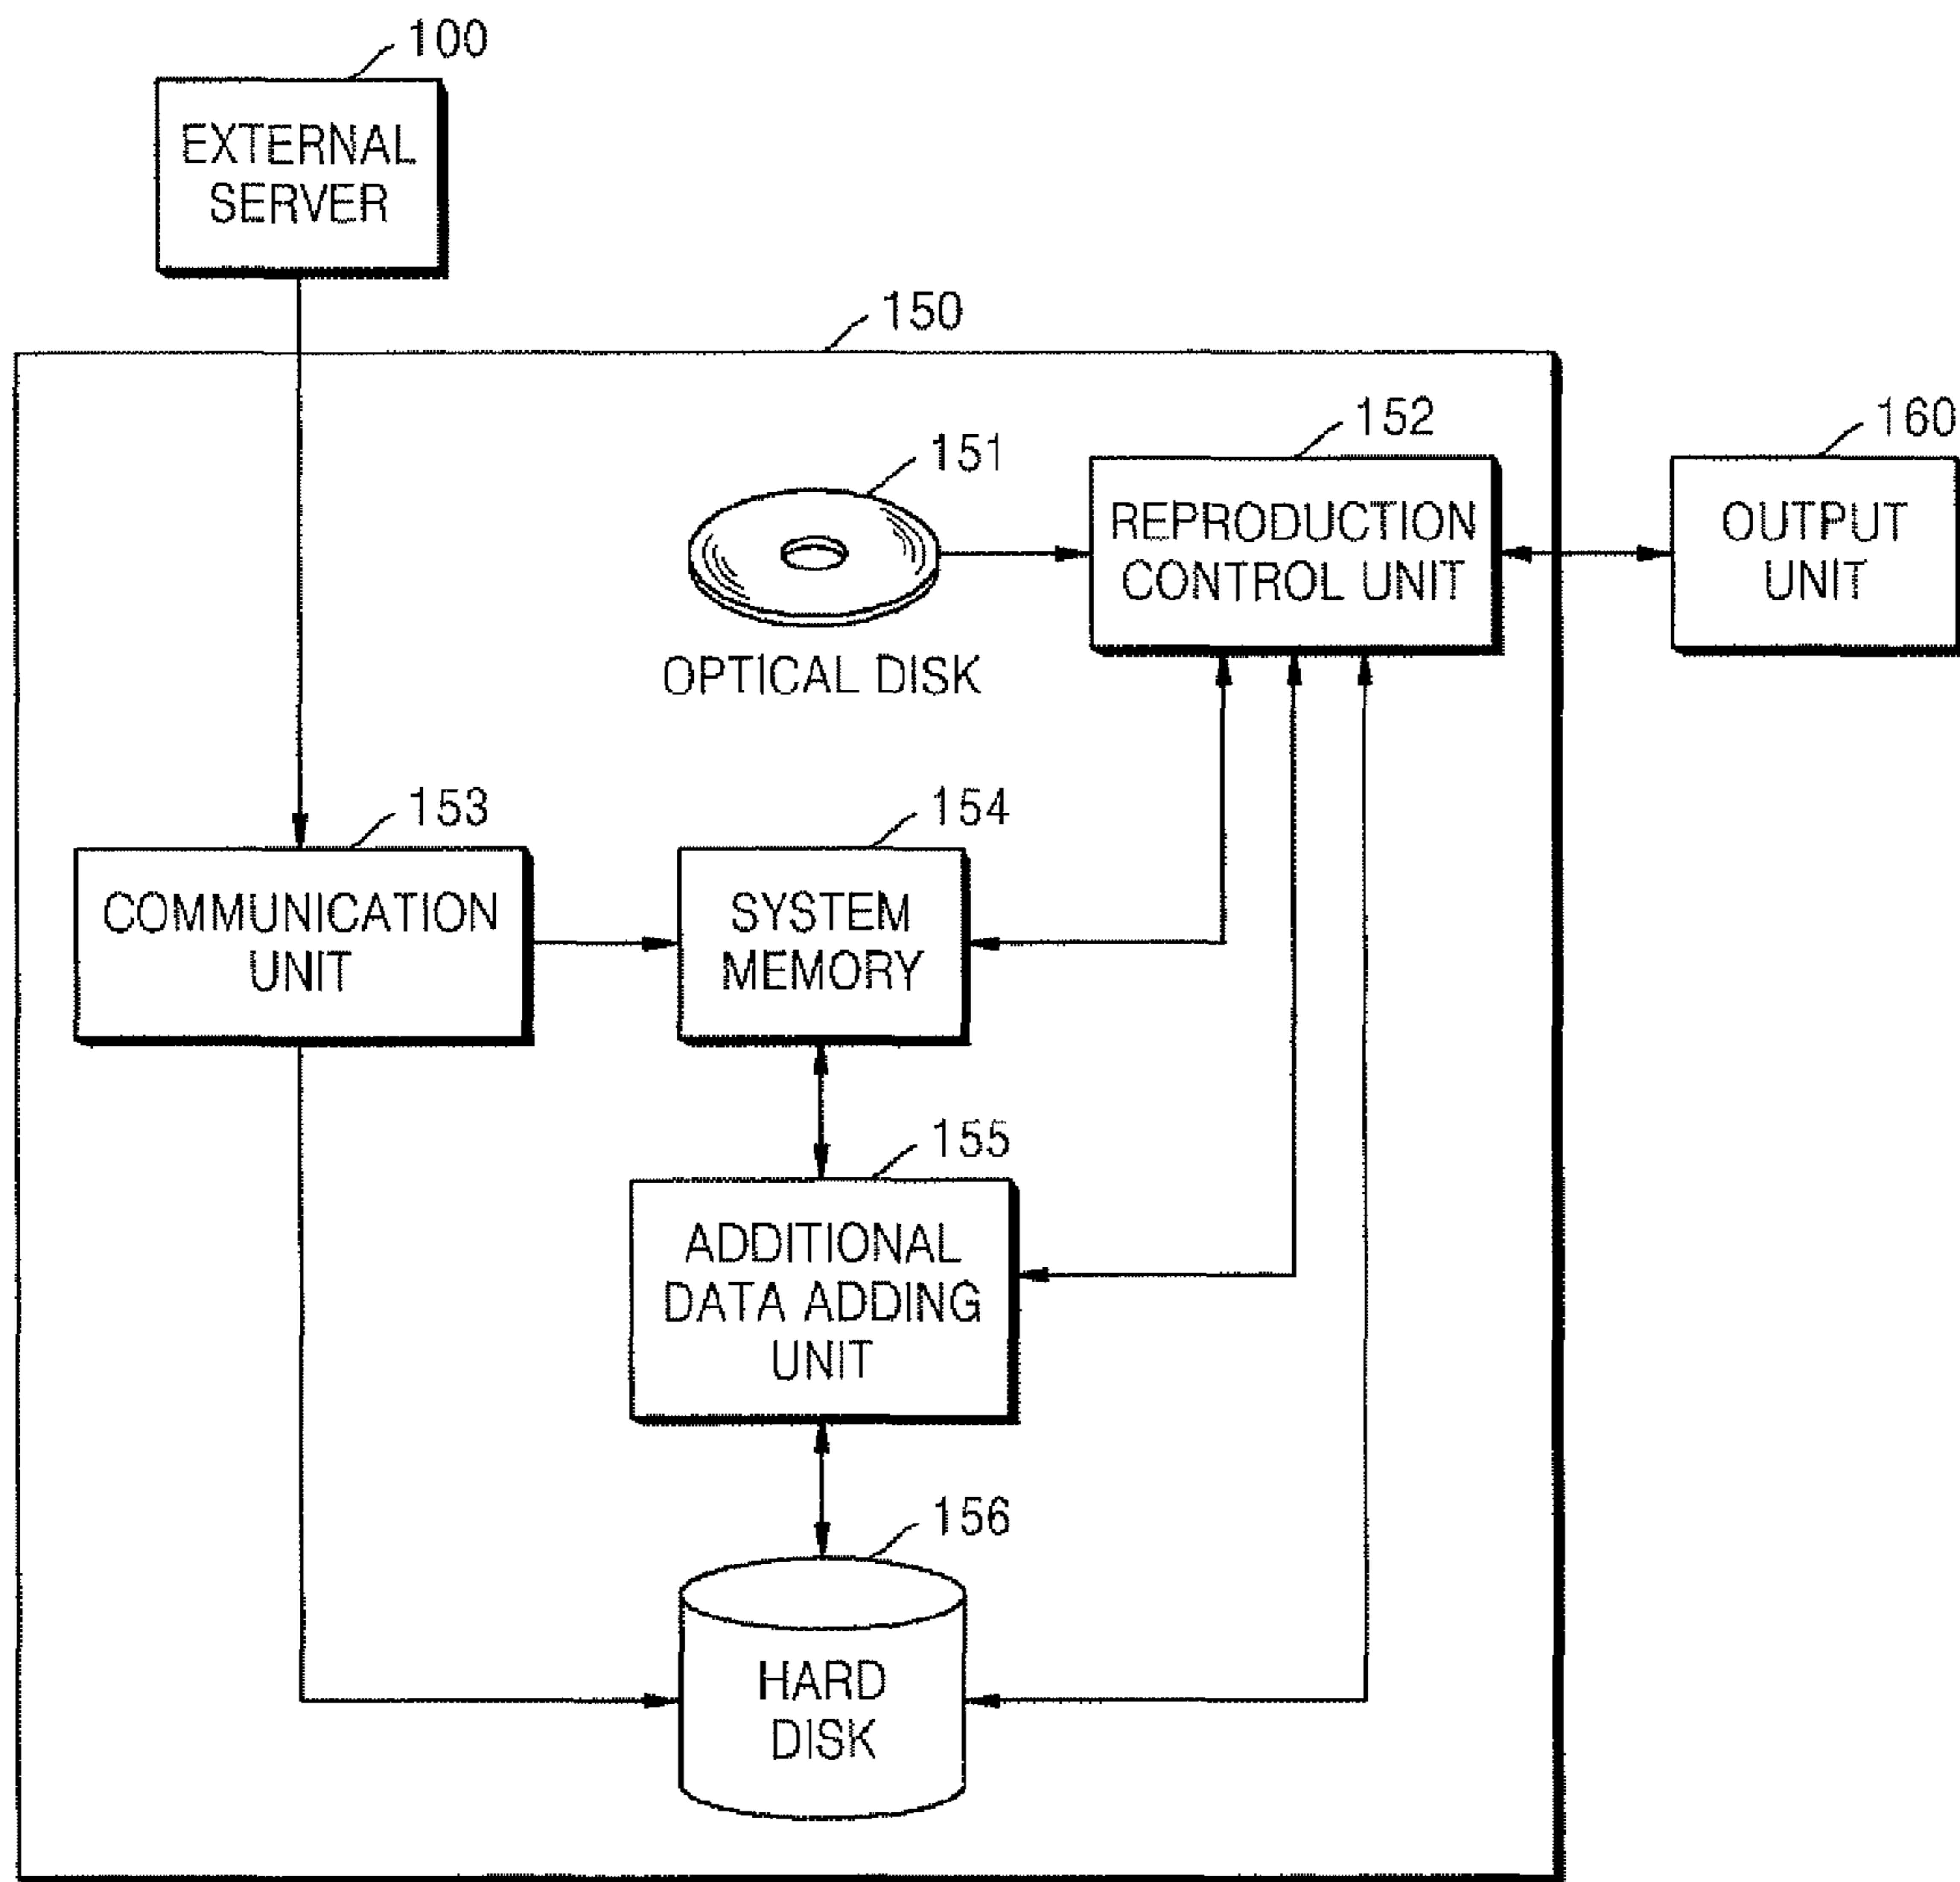 100
EXTERNAL
SERVER
150
151
OPTICAL DISK
152
REPRODUCTION
CONTROL UNIT
160
OUTPUT
UNIT
153
COMMUNICATION
UNIT
154
SYSTEM
MEMORY
155
ADDITIONAL
DATA ADDING
UNIT
156
HARD
DISK